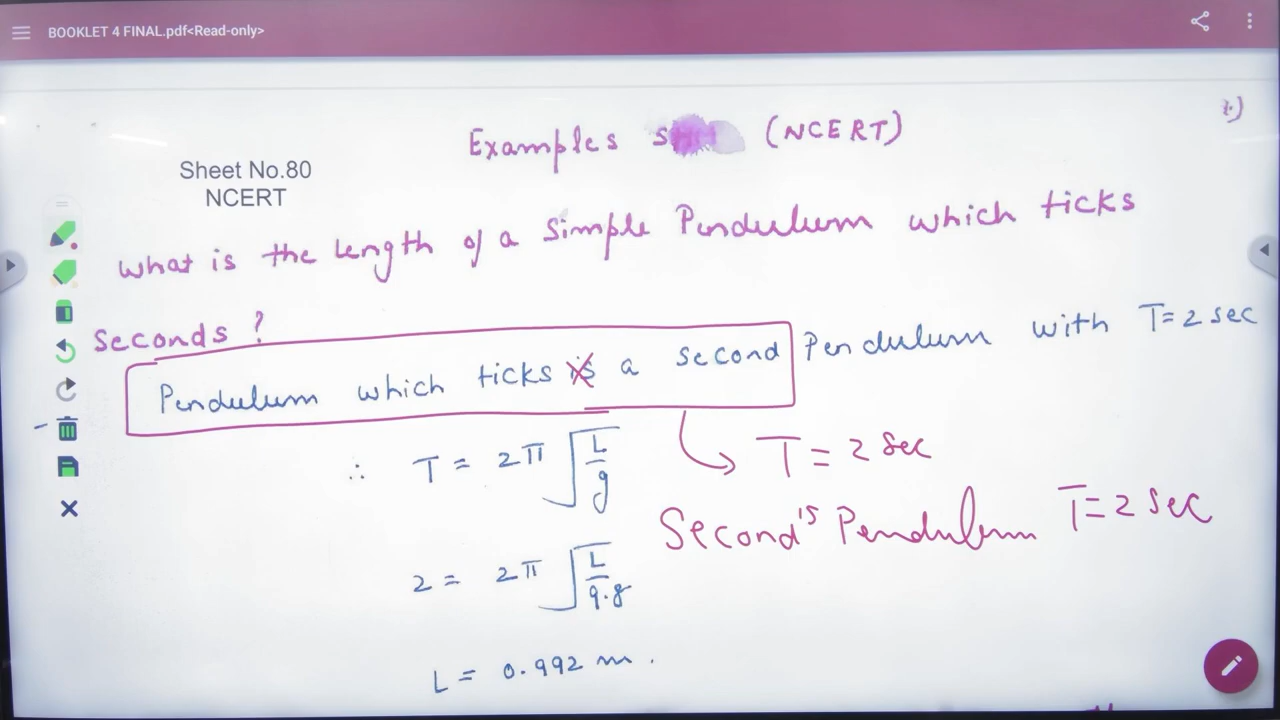 BOOKLET 4 FINAL.pdf<Read-only>
Examples (NCERT)
Sheet No.80
NCERT
What is the length of a Simple Pendulum which ticks
Seconds ?
Pendulum which ticks is a second Pendulum with T=2 sec
∴ T = 2π √L/g
T = 2 sec
Second's Pendulum T=2 sec
2 = 2π √L/9.8
L = 0.992 m.